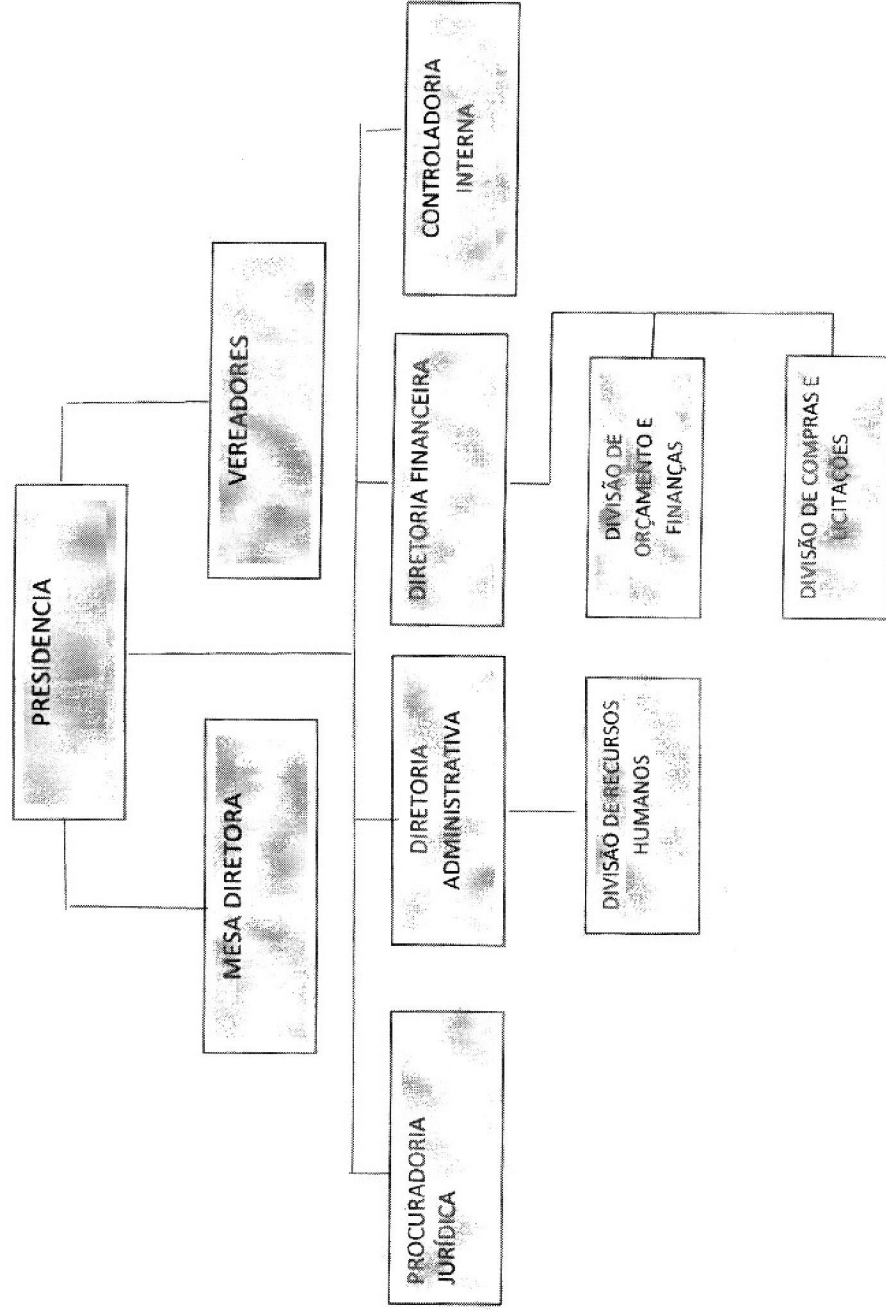 PRESIDENCIA
MESA DIRETORA
VEREADORES
PROCURADORIA
JURÍDICA
DIRETORIA
ADMINISTRATIVA
DIRETORIA FINANCEIRA
CONTROLADORIA
INTERNA
DIVISÃO DE RECURSOS
HUMANOS
DIVISÃO DE
ORÇAMENTO E
FINANÇAS
DIVISÃO DE COMPRAS E
LICITAÇÕES